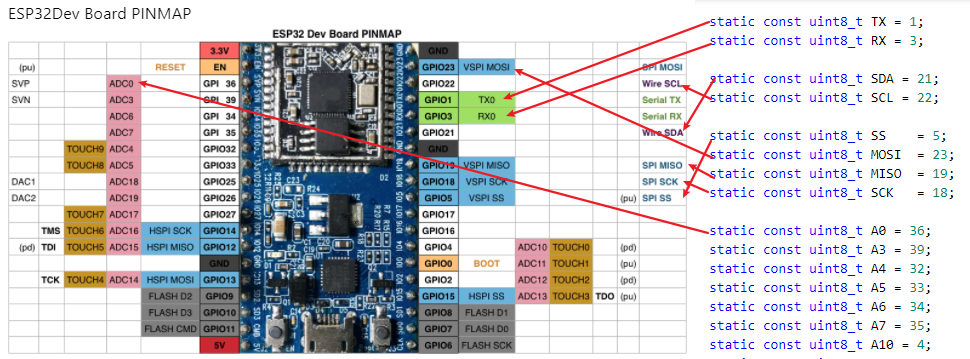 ESP32Dev Board PINMAP
ESP32 Dev Board PINMAP
3.3V
(pu) RESET EN
SVP ADC0 GPI 36
SVN ADC3 GPI 39
ADC6 GPI 34
ADC7 GPI 35
TOUCH9 ADC4 GPIO32
TOUCH8 ADC5 GPIO33
DAC1 ADC18 GPIO25
DAC2 ADC19 GPIO26
TOUCH7 ADC17 GPIO27
TMS TOUCH6 ADC16 HSPI SCK GPIO14
(pd) TDI TOUCH5 ADC15 HSPI MISO GPIO12
GND
TCK TOUCH4 ADC14 HSPI MOSI GPIO13
FLASH D2 GPIO9
FLASH D3 GPIO10
FLASH CMD GPIO11
5V
GND
GPIO23 VSPI MOSI SPI MOSI
GPIO22 Wire SCL
GPIO1 TX0 Serial TX
GPIO3 RX0 Serial RX
GPIO21 Wire SDA
GND
GPIO19 VSPI MISO SPI MISO
GPIO18 VSPI SCK SPI SCK
GPIO5 VSPI SS (pu) SPI SS
GPIO17
GPIO16
GPIO4 ADC10 TOUCH0 (pd)
GPIO0 BOOT ADC11 TOUCH1 (pu)
GPIO2 ADC12 TOUCH2 (pd)
GPIO15 HSPI SS ADC13 TOUCH3 TDO (pu)
GPIO8 FLASH D1
GPIO7 FLASH D0
GPIO6 FLASH SCK
static const uint8_t TX = 1;
static const uint8_t RX = 3;
static const uint8_t SDA = 21;
static const uint8_t SCL = 22;
static const uint8_t SS    = 5;
static const uint8_t MOSI  = 23;
static const uint8_t MISO  = 19;
static const uint8_t SCK   = 18;
static const uint8_t A0 = 36;
static const uint8_t A3 = 39;
static const uint8_t A4 = 32;
static const uint8_t A5 = 33;
static const uint8_t A6 = 34;
static const uint8_t A7 = 35;
static const uint8_t A10 = 4;